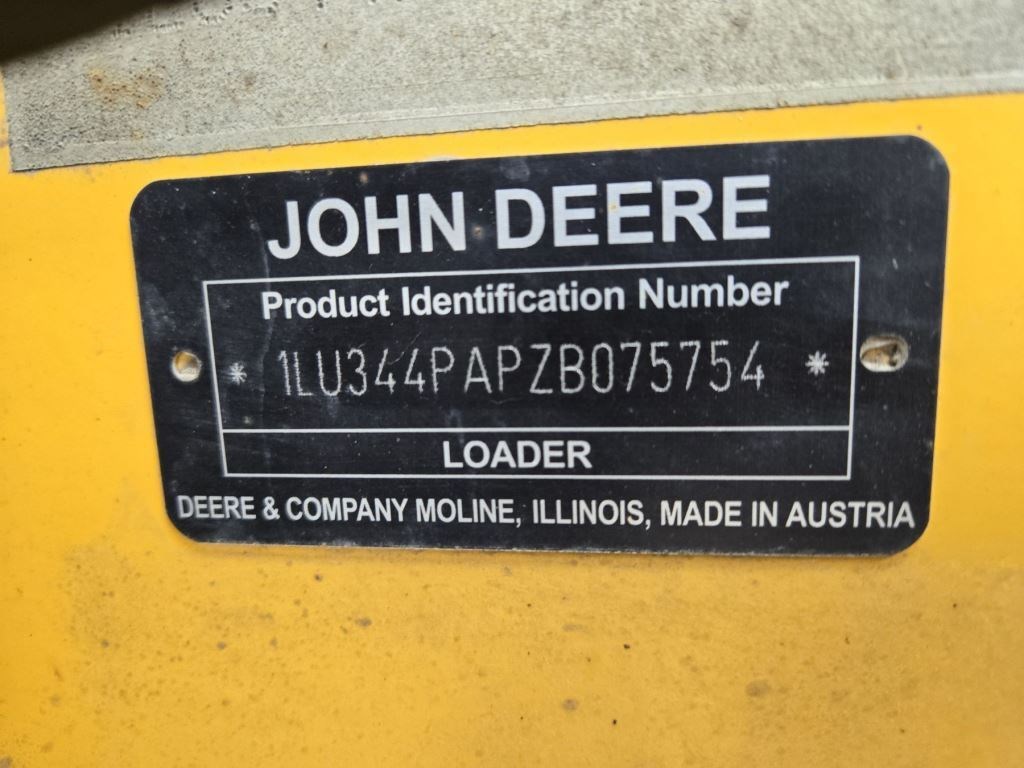 JOHN DEERE
Product Identification Number
* 1LU344PAPZB075754 *
LOADER
DEERE & COMPANY MOLINE, ILLINOIS, MADE IN AUSTRIA